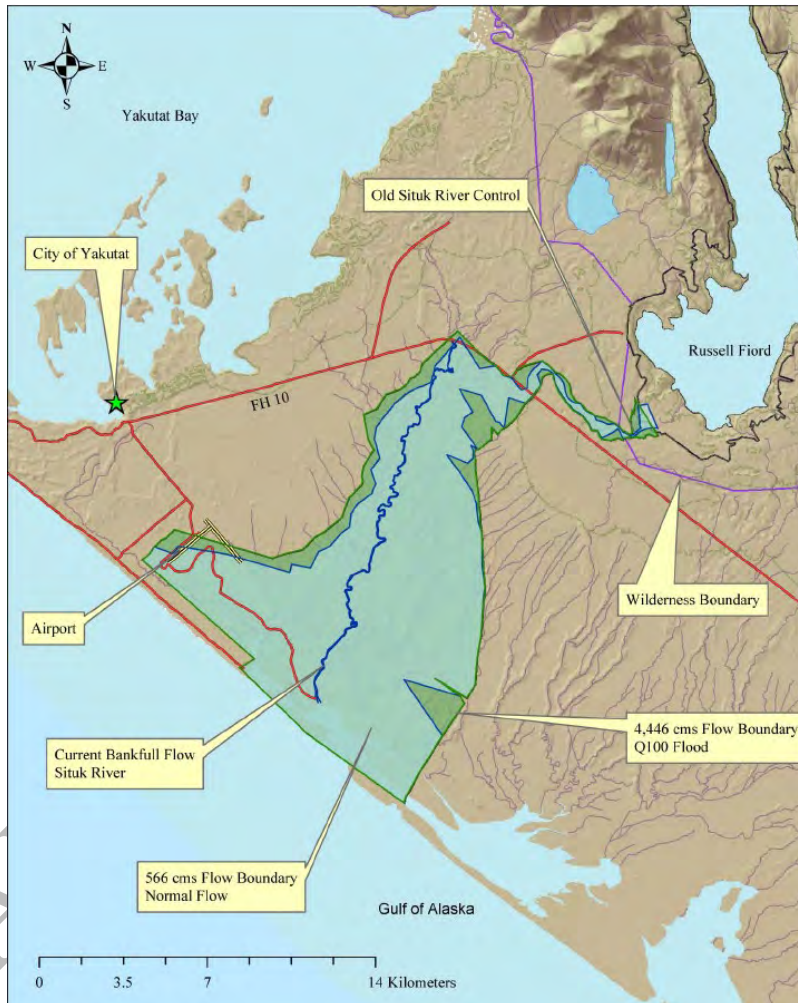 N
W E
S
Yakutat Bay
Old Situk River Control
City of Yakutat
Russell Fiord
FH 10
Wilderness Boundary
Airport
4,446 cms Flow Boundary
Q100 Flood
Current Bankfull Flow
Situk River
566 cms Flow Boundary
Normal Flow
Gulf of Alaska
0 3.5 7 14 Kilometers